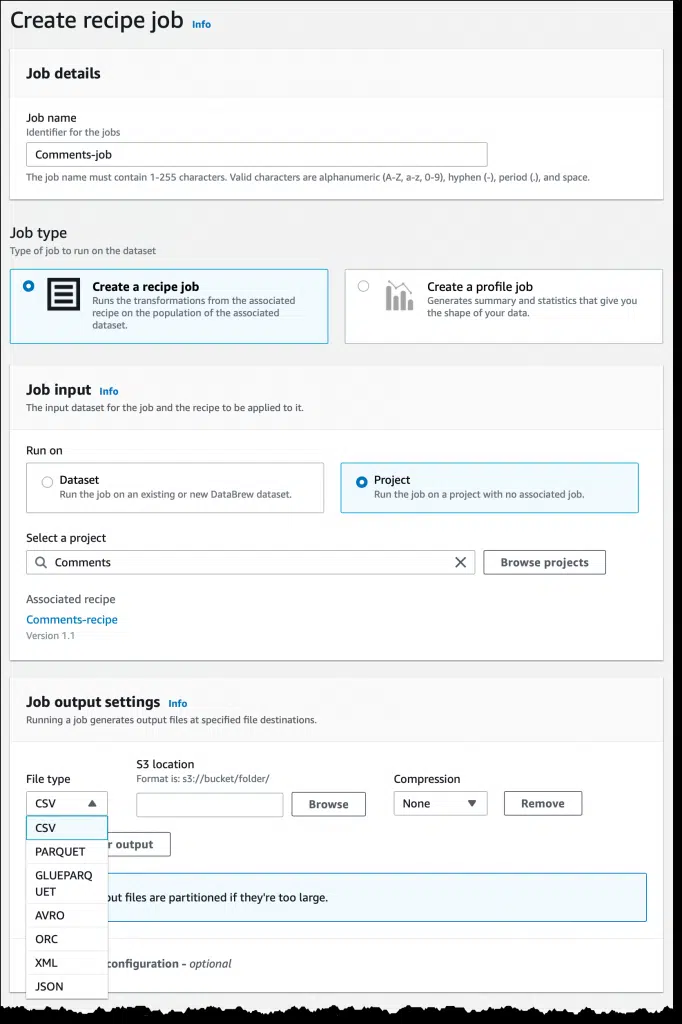 Create recipe job Info
Job details
Job name
Identifier for the jobs
Comments-job
The job name must contain 1-255 characters. Valid characters are alphanumeric (A-Z, a-z, 0-9), hyphen (-), period (.), and space.
Job type
Type of job to run on the dataset
Create a recipe job
Runs the transformations from the associated
recipe on the population of the associated
dataset.
Create a profile job
Generates summary and statistics that give you
the shape of your data.
Job input Info
The input dataset for the job and the recipe to be applied to it.
Run on
Dataset
Run the job on an existing or new DataBrew dataset.
Project
Run the job on a project with no associated job.
Select a project
Comments
Browse projects
Associated recipe
Comments-recipe
Version 1.1
Job output settings Info
Running a job generates output files at specified file destinations.
File type
S3 location
Format is: s3://bucket/folder/
Compression
CSV
Browse
None
Remove
CSV
PARQUET
GLUEPARQ
UET
AVRO
ORC
XML
JSON
r output
out files are partitioned if they're too large.
configuration - optional